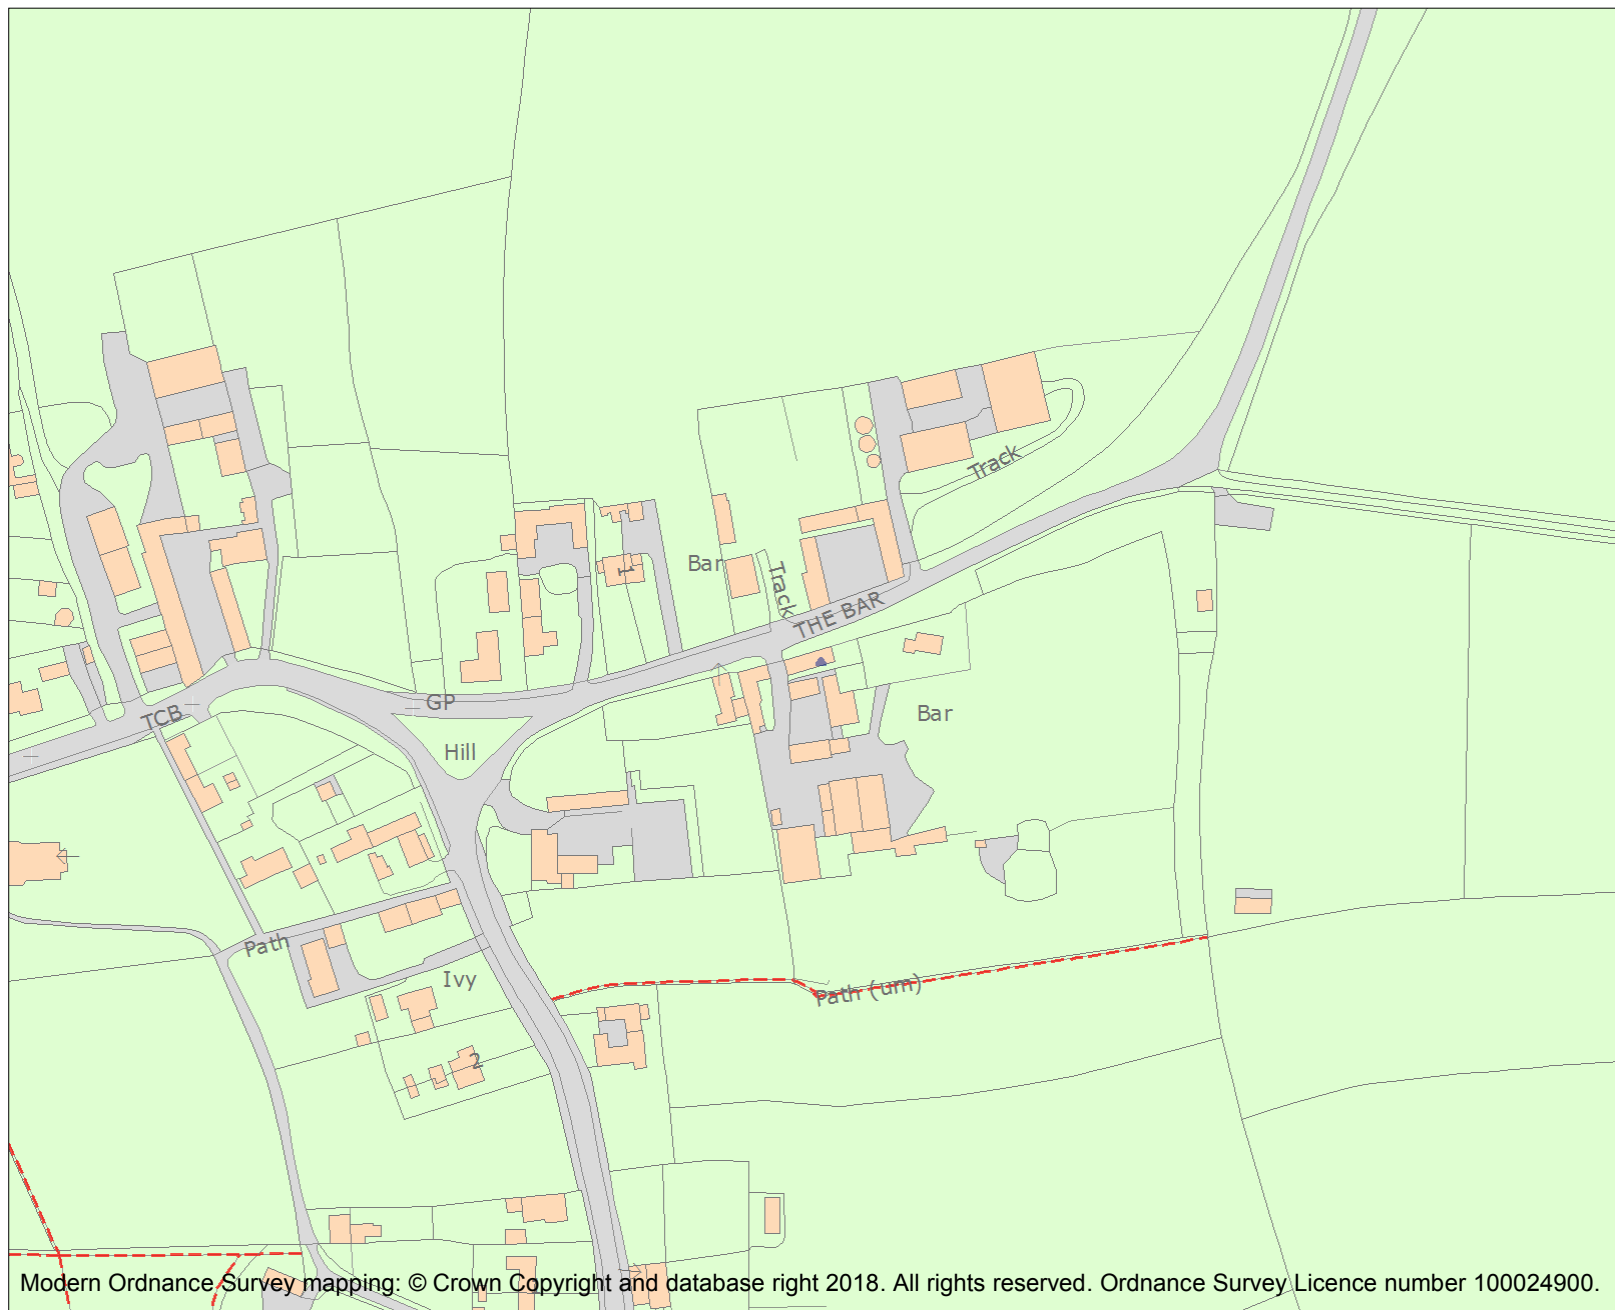 Track
Bar
1
Track
THE BAR
GP
TCB
Bar
Hill
Path
Ivy
Path (um)
2
Modern Ordnance Survey mapping: © Crown Copyright and database right 2018. All rights reserved. Ordnance Survey Licence number 100024900.